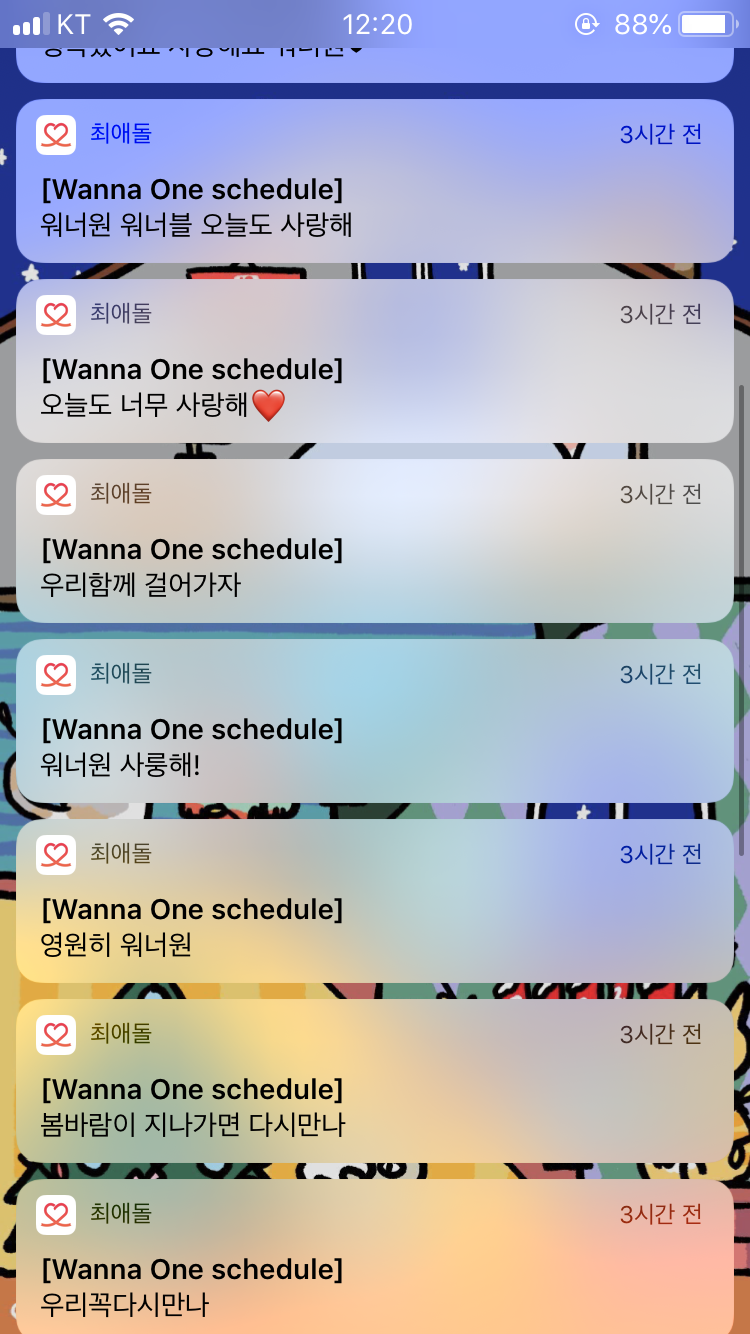 KT 12:20 88%
최애돌 3시간 전
[Wanna One schedule]
워너원 워너블 오늘도 사랑해
최애돌 3시간 전
[Wanna One schedule]
오늘도 너무 사랑해❤️
최애돌 3시간 전
[Wanna One schedule]
우리함께 걸어가자
최애돌 3시간 전
[Wanna One schedule]
워너원 사룽해!
최애돌 3시간 전
[Wanna One schedule]
영원히 워너원
최애돌 3시간 전
[Wanna One schedule]
봄바람이 지나가면 다시만나
최애돌 3시간 전
[Wanna One schedule]
우리꼭다시만나